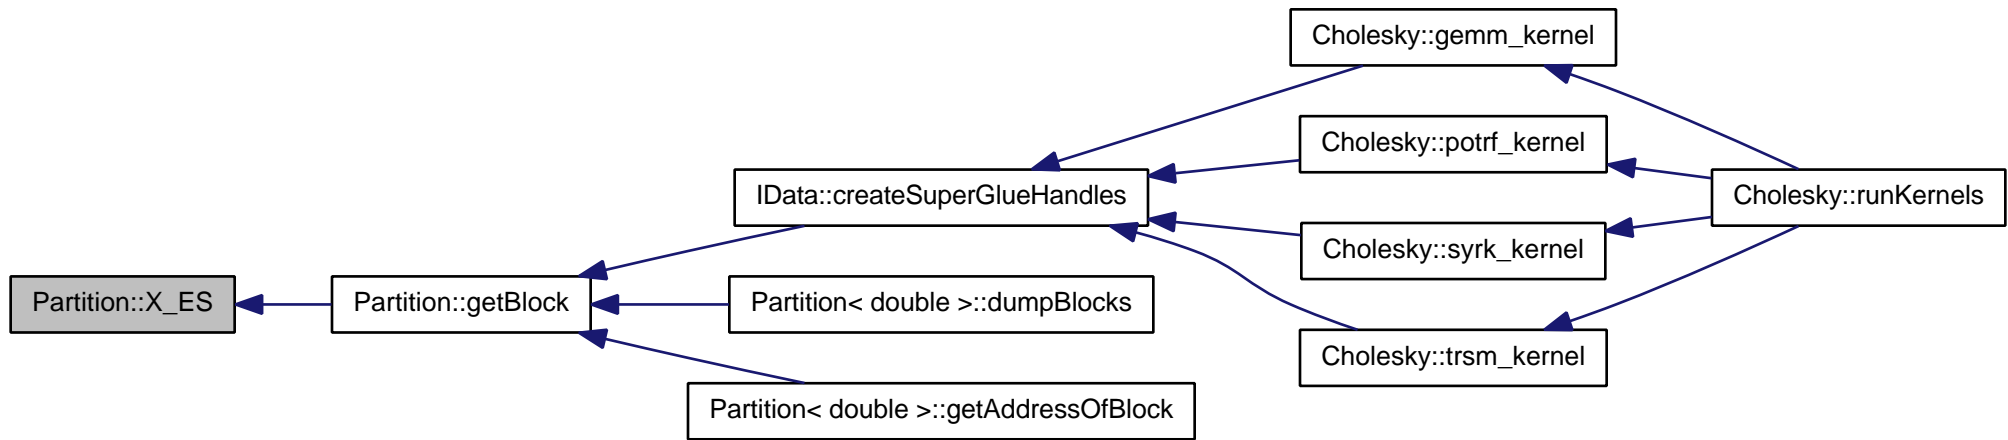 Cholesky::gemm_kernel
Cholesky::potrf_kernel
IData::createSuperGlueHandles
Cholesky::runKernels
Cholesky::syrk_kernel
Partition::X_ES
Partition::getBlock
Partition< double >::dumpBlocks
Cholesky::trsm_kernel
Partition< double >::getAddressOfBlock